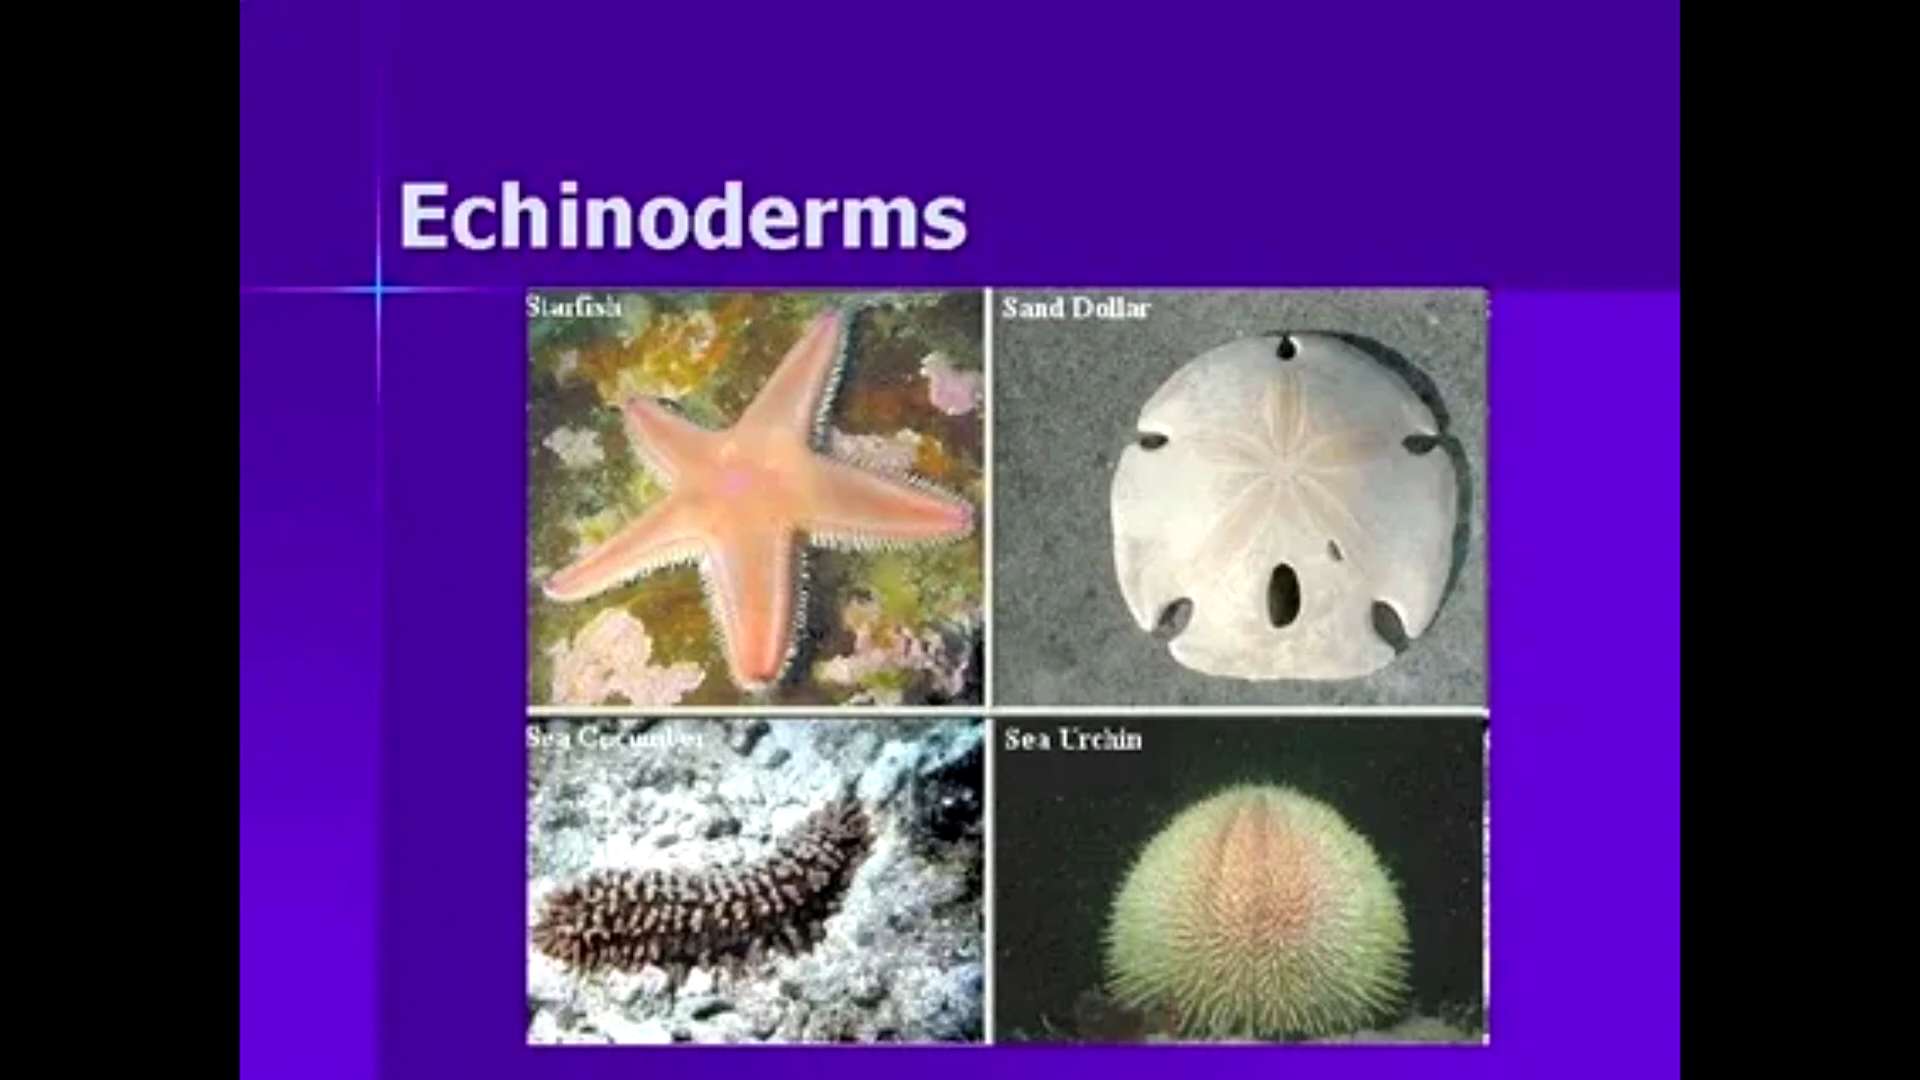 Echinoderms
Starfish
Sand Dollar
Sea Cucumber
Sea Urchin